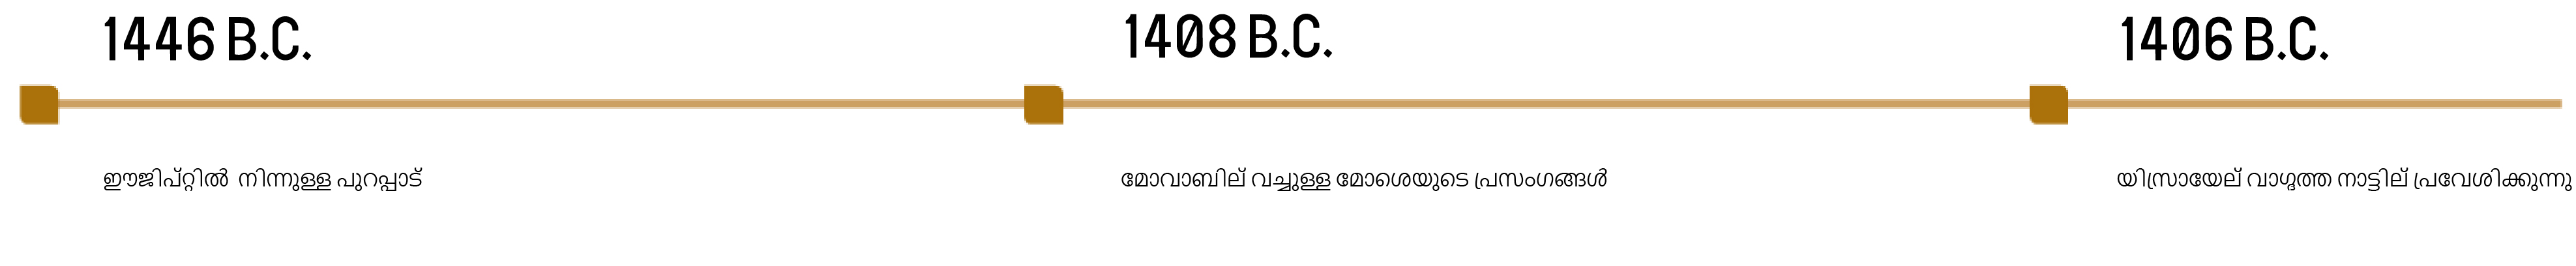 1446 B.C.
1408 B.C.
1406 B.C.
ഈജിപ്റ്റിൽ നിന്നുള്ള പുറപ്പാട്
മോവാബില് വച്ചുള്ള മോശെയുടെ പ്രസംഗങ്ങൾ
യിസ്രായേല് വാഗ്ദത്ത നാട്ടില് പ്രവേശിക്കുന്നു